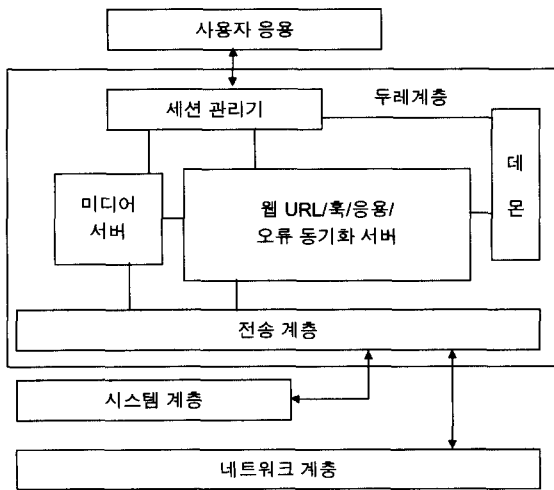 사용자 응용
세션 관리기
두레계층
데
몬
미디어
서버
웹 URL/훅/응용/
오류 동기화 서버
전송 계층
시스템 계층
네트워크 계층